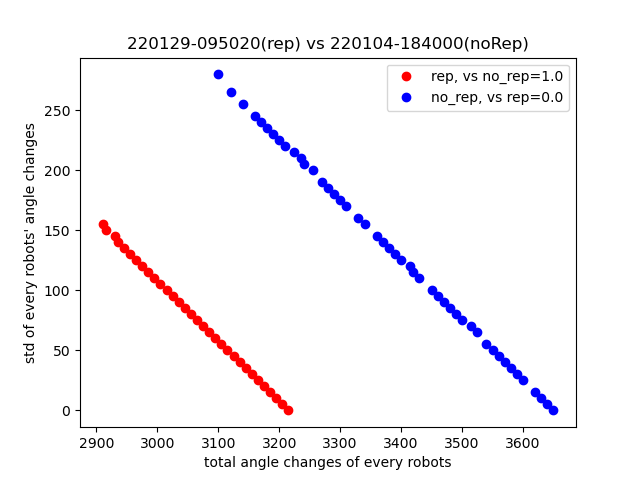 220129-095020(rep) vs 220104-184000(noRep)
rep, vs no_rep=1.0
no_rep, vs rep=0.0
std of every robots' angle changes
250
200
150
100
50
0
2900 3000 3100 3200 3300 3400 3500 3600
total angle changes of every robots